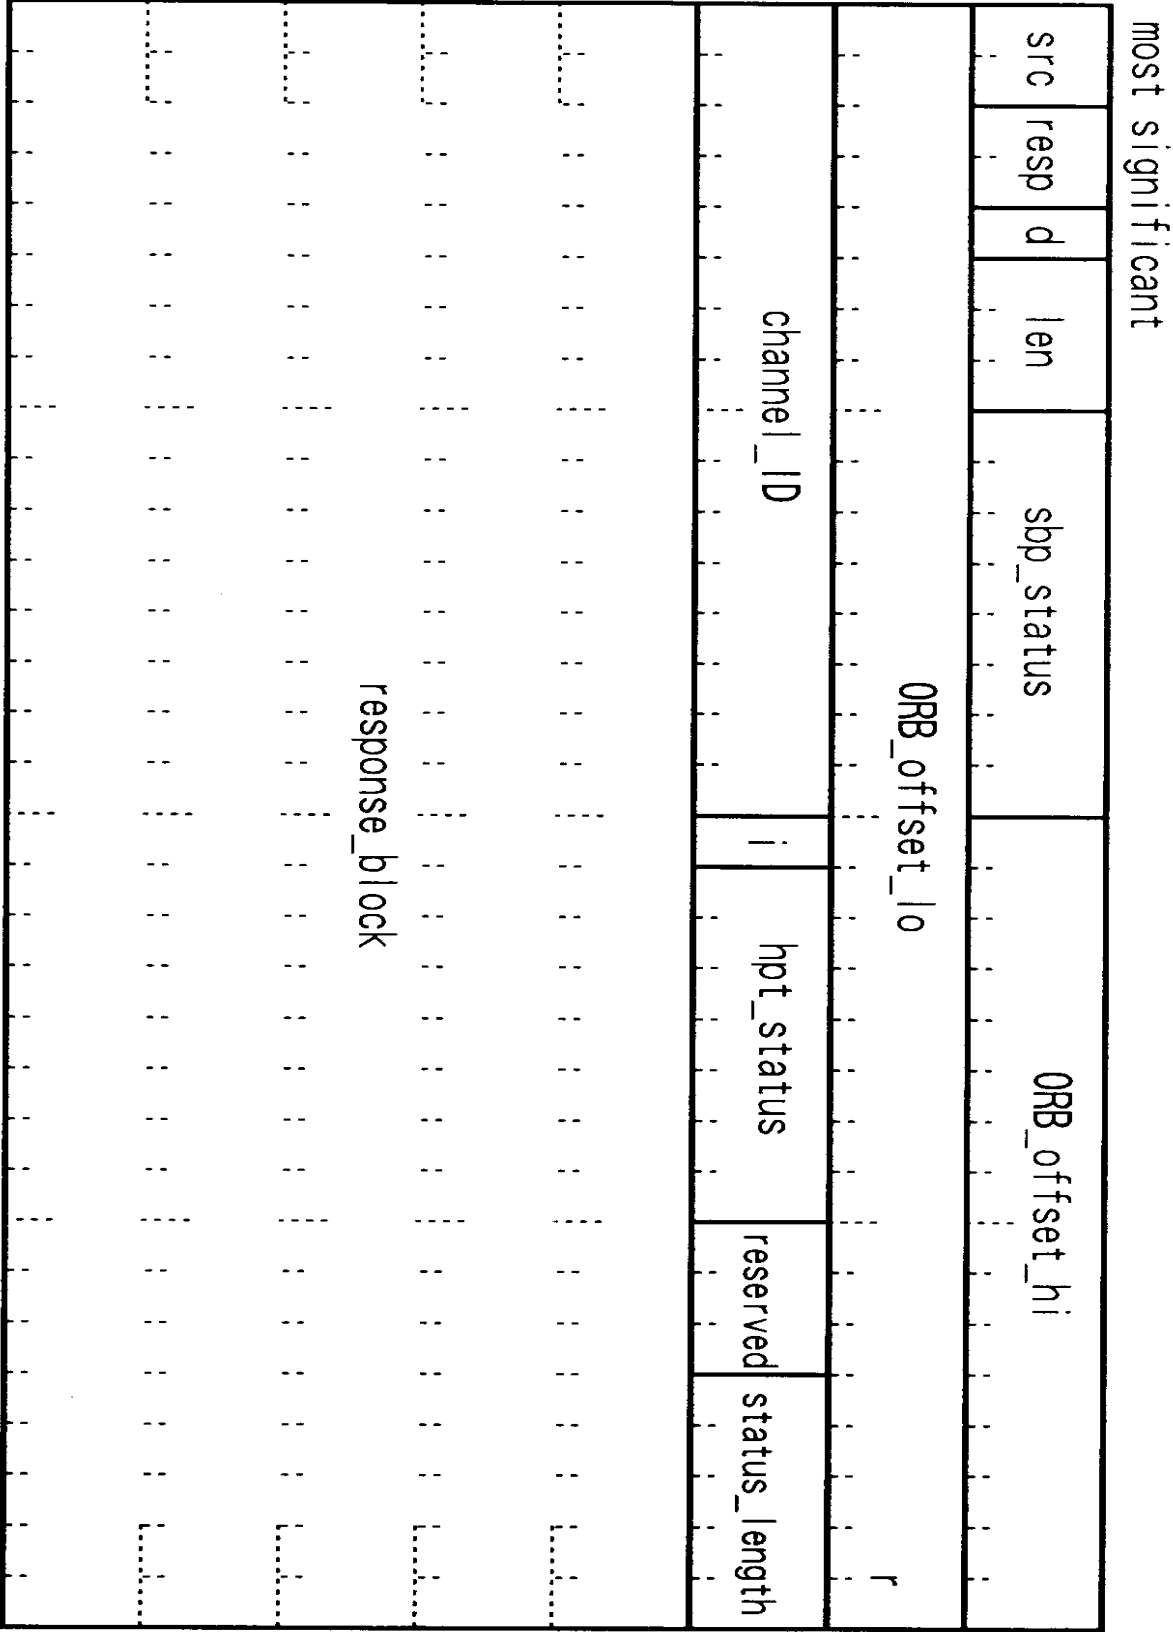 most significant
src resp d len sbp_status ORB_offset_hi
ORB_offset_lo r
channel_ID i hpt_status reserved status_length
response_block